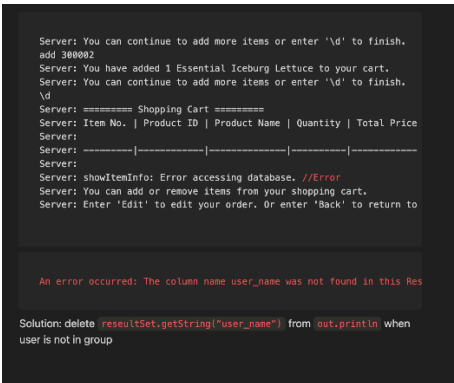 Server: You can continue to add more items or enter '\d' to finish.
add 300002
Server: You have added 1 Essential Iceburg Lettuce to your cart.
Server: You can continue to add more items or enter '\d' to finish.
\d
Server: ========= Shopping Cart =========
Server: Item No. | Product ID | Product Name | Quantity | Total Price
Server:
Server: ---------|------------|--------------|----------|------------
Server:
Server: showItemInfo: Error accessing database. //Error
Server: You can add or remove items from your shopping cart.
Server: Enter 'Edit' to edit your order. Or enter 'Back' to return to
An error occurred: The column name user_name was not found in this Res
Solution: delete reseultSet.getString("user_name") from out.println when
user is not in group